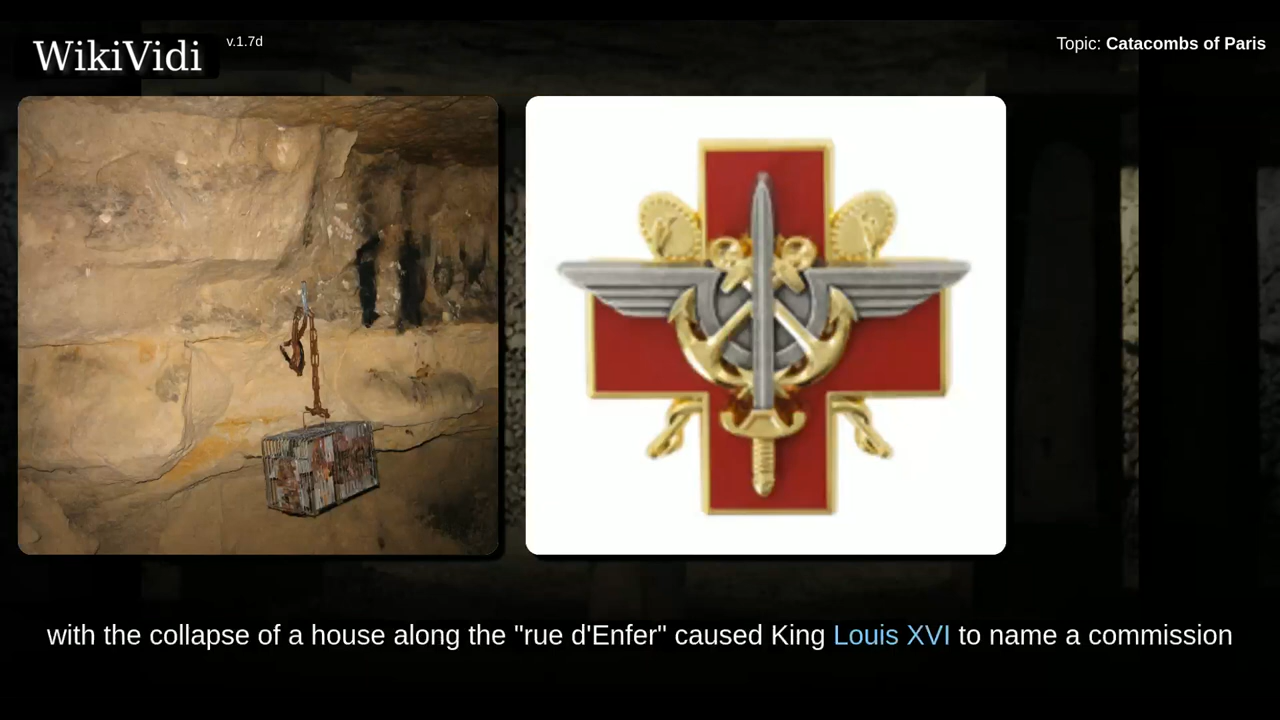 WikiVidi
v.1.7d
Topic: Catacombs of Paris
with the collapse of a house along the "rue d'Enfer" caused King Louis XVI to name a commission